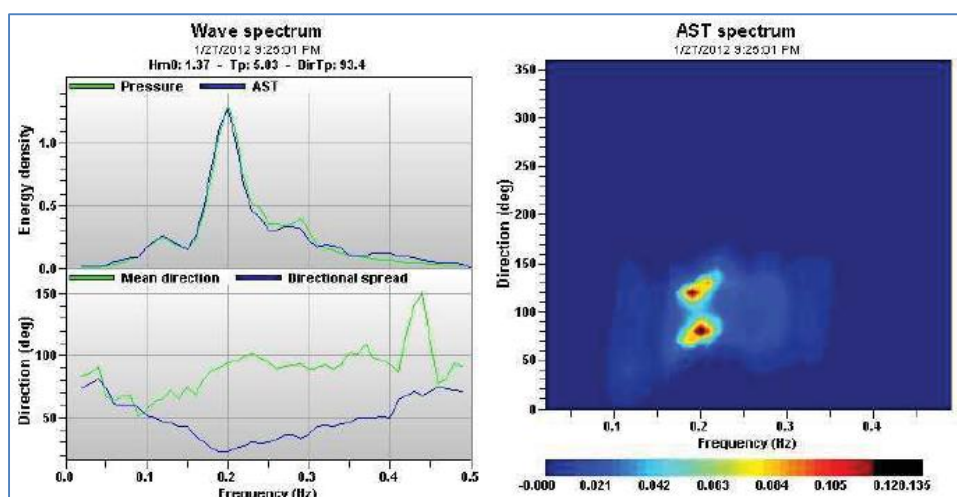 Wave spectrum
1/27/2012 9:25:01 PM
Hm0: 1.37 - Tp: 5.03 - DirTp: 93.4
Pressure AST
Energy density
1.0
0.5
0.0
Mean direction Directional spread
Direction (deg)
150
100
50
0.0 0.1 0.2 0.3 0.4 0.5
Frequency (Hz)
AST spectrum
1/27/2012 9:25:01 PM
Direction (deg)
350
300
250
200
150
100
50
0
0.1 0.2 0.4
Frequency (Hz)
-0.000 0.021 0.042 0.063 0.084 0.105 0.126.135